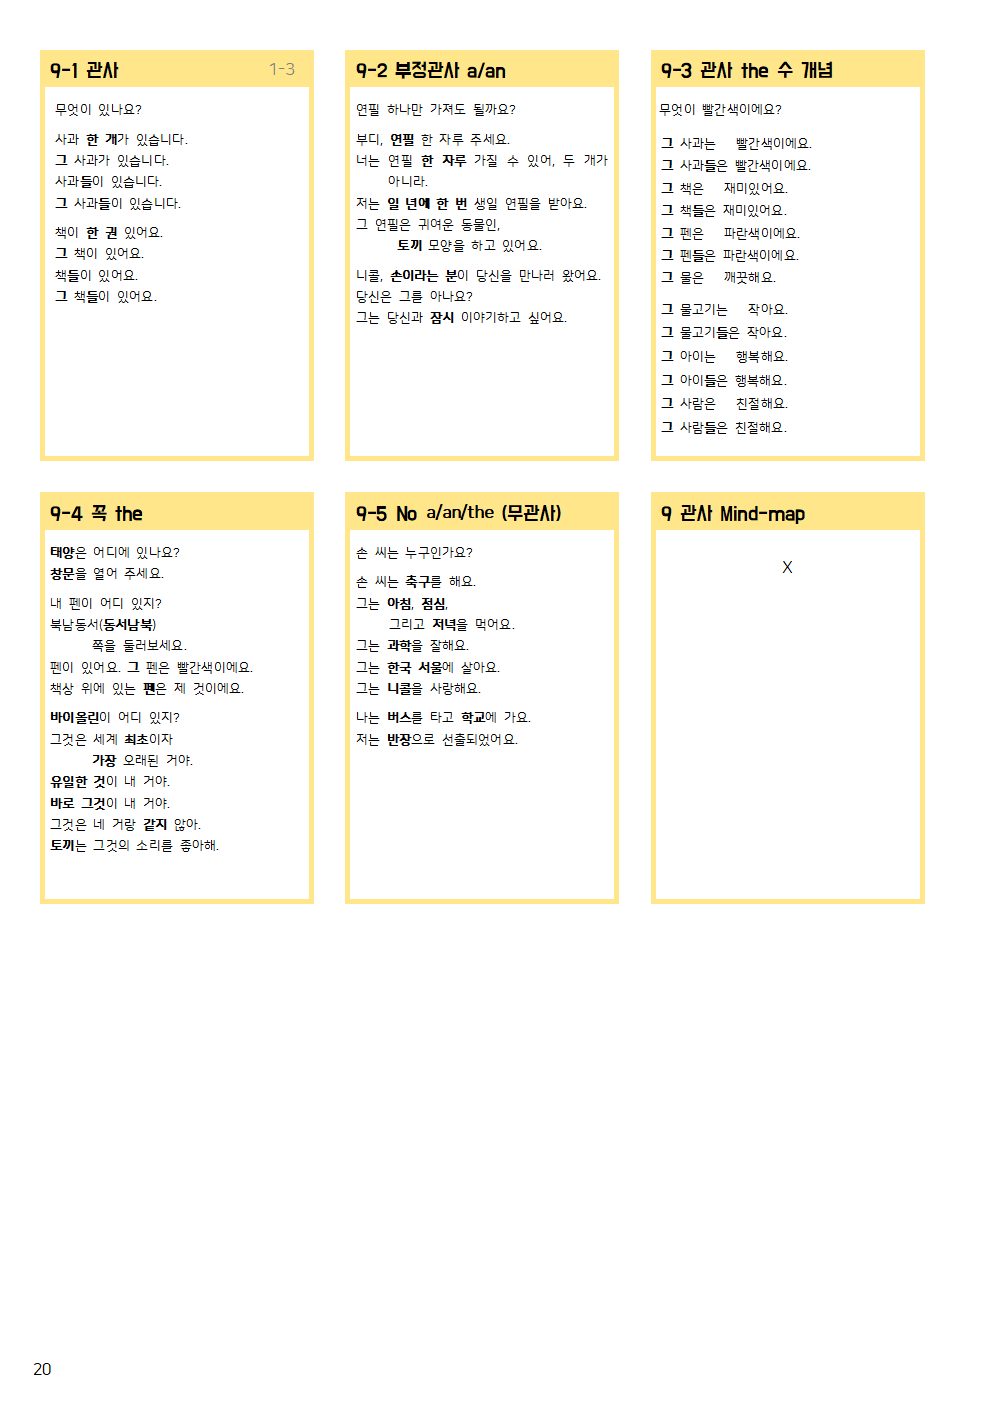 9-1 관사 1-3
무엇이 있나요?
사과 한 개가 있습니다.
그 사과가 있습니다.
사과들이 있습니다.
그 사과들이 있습니다.
책이 한 권 있어요.
그 책이 있어요.
책들이 있어요.
그 책들이 있어요.
9-2 부정관사 a/an
연필 하나만 가져도 될까요?
부디, 연필 한 자루 주세요.
너는 연필 한 자루 가질 수 있어, 두 개가
아니라.
저는 일 년에 한 번 생일 연필을 받아요.
그 연필은 귀여운 동물인,
토끼 모양을 하고 있어요.
니콜, 손이라는 분이 당신을 만나러 왔어요.
당신은 그를 아나요?
그는 당신과 잠시 이야기하고 싶어요.
9-3 관사 the 수 개념
무엇이 빨간색이에요?
그 사과는 빨간색이에요.
그 사과들은 빨간색이에요.
그 책은 재미있어요.
그 책들은 재미있어요.
그 펜은 파란색이에요.
그 펜들은 파란색이에요.
그 물은 깨끗해요.
그 물고기는 작아요.
그 물고기들은 작아요.
그 아이는 행복해요.
그 아이들은 행복해요.
그 사람은 친절해요.
그 사람들은 친절해요.
9-4 꼭 the
태양은 어디에 있나요?
창문을 열어 주세요.
내 펜이 어디 있지?
북남동서(동서남북)
쪽을 둘러보세요.
펜이 있어요. 그 펜은 빨간색이에요.
책상 위에 있는 펜은 제 것이에요.
바이올린이 어디 있지?
그것은 세계 최초이자
가장 오래된 거야.
유일한 것이 내 거야.
바로 그것이 내 거야.
그것은 네 거랑 같지 않아.
토끼는 그것의 소리를 좋아해.
9-5 No a/an/the (무관사)
손 씨는 누구인가요?
손 씨는 축구를 해요.
그는 아침, 점심,
그리고 저녁을 먹어요.
그는 과학을 잘해요.
그는 한국 서울에 살아요.
그는 니콜을 사랑해요.
나는 버스를 타고 학교에 가요.
저는 반장으로 선출되었어요.
9 관사 Mind-map
X
20